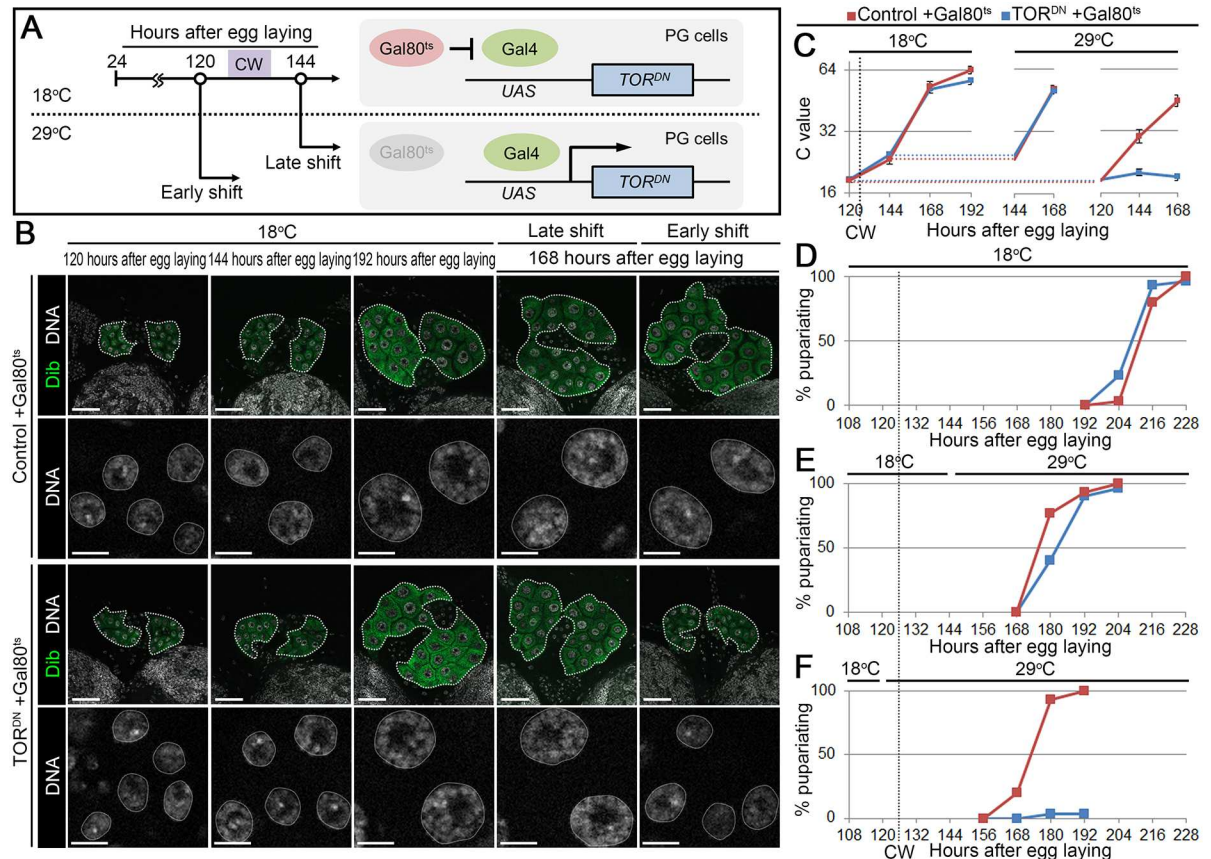 A
Hours after egg laying
24
120
CW
144
18°C
29°C
Late shift
Early shift
Gal80ts
Gal4
PG cells
UAS
TORDN
Gal80ts
Gal4
PG cells
UAS
TORDN
B
18°C
Late shift
Early shift
120 hours after egg laying
144 hours after egg laying
192 hours after egg laying
168 hours after egg laying
Control +Gal80ts
Dib DNA
DNA
TORDN +Gal80ts
Dib DNA
DNA
Control +Gal80ts
TORDN +Gal80ts
C
18°C
29°C
C value
64
32
16
120 144 168 192
144 168
120 144 168
CW
Hours after egg laying
D
18°C
% pupariating
100
50
0
108 120 132 144 156 168 180 192 204 216 228
Hours after egg laying
E
18°C
29°C
% pupariating
100
50
0
108 120 132 144 156 168 180 192 204 216 228
Hours after egg laying
F
18°C
29°C
% pupariating
100
50
0
108 120 132 144 156 168 180 192 204 216 228
CW
Hours after egg laying